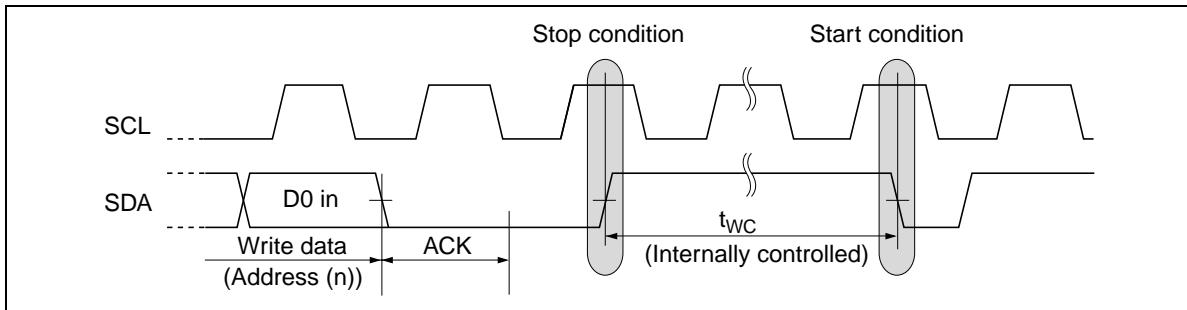 Stop condition
Start condition
SCL
SDA
D0 in
Write data
(Address (n))
ACK
tWC
(Internally controlled)